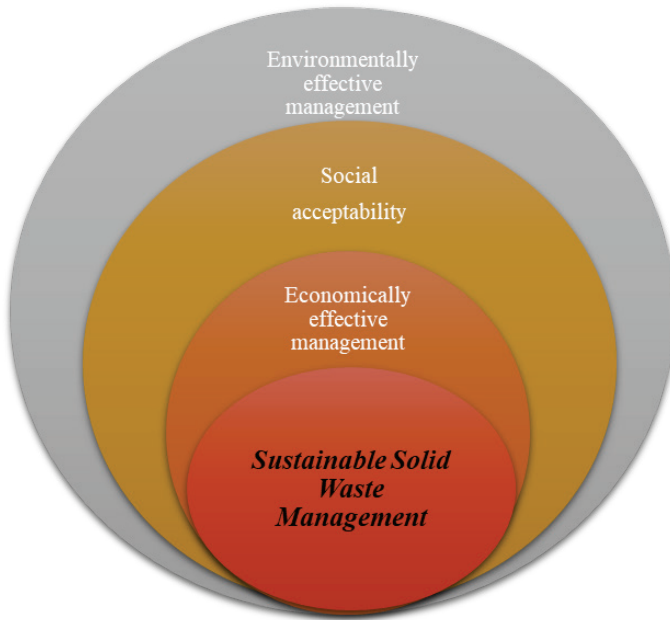 Environmentally
effective
management
Social
acceptability
Economically
effective
management
Sustainable Solid
Waste
Management